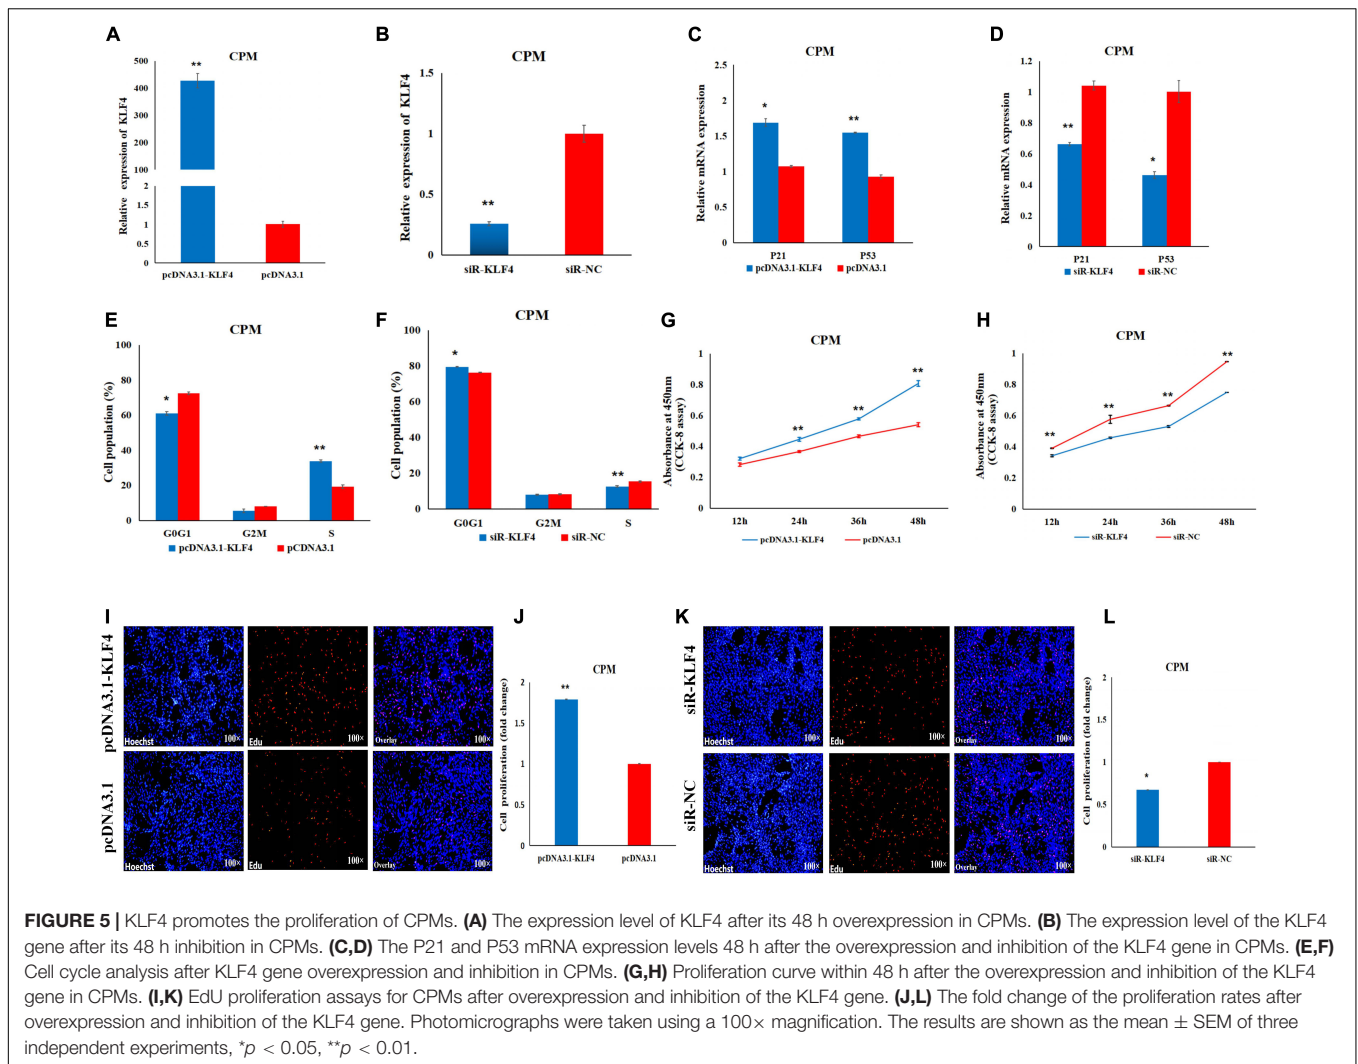 A
CPM
Relative expression of KLF4
500
400
300
200
100
2
1.5
1
0.5
0
**
pcDNA3.1-KLF4 pcDNA3.1
B
CPM
Relative expression of KLF4
1.5
1
0.5
0
**
siR-KLF4 siR-NC
C
CPM
Relative mRNA expression
2.5
2
1.5
1
0.5
0
* **
P21 P53
pcDNA3.1-KLF4 pcDNA3.1
D
CPM
Relative mRNA expression
1.2
1
0.8
0.6
0.4
0.2
0
** *
P21 P53
siR-KLF4 siR-NC
E
CPM
Cell population (%)
100
80
60
40
20
0
* **
G0G1 G2M S
pcDNA3.1-KLF4 pCDNA3.1
F
CPM
Cell population (%)
100
80
60
40
20
0
* **
G0G1 G2M S
siR-KLF4 siR-NC
G
CPM
Absorbance at 450nm
(CCK-8 assay)
1
0.8
0.6
0.4
0.2
0
** ** **
12h 24h 36h 48h
pcDNA3.1-KLF4 pcDNA3.1
H
CPM
Absorbance at 450nm
(CCK-8 assay)
1
0.8
0.6
0.4
0.2
0
** ** ** **
12h 24h 36h 48h
siR-KLF4 siR-NC
I
pcDNA3.1-KLF4
Hoechst 100× Edu 100× Overlay 100×
pcDNA3.1
Hoechst 100× Edu 100× Overlay 100×
J
CPM
Cell proliferation (fold change)
2
1.5
1
0.5
0
**
pcDNA3.1-KLF4 pcDNA3.1
K
siR-KLF4
Hoechst 100× Edu 100× Overlay 100×
siR-NC
Hoechst 100× Edu 100× Overlay 100×
L
CPM
Cell proliferation (fold change)
2
1.5
1
0.5
0
*
siR-KLF4 siR-NC
FIGURE 5 | KLF4 promotes the proliferation of CPMs. (A) The expression level of KLF4 after its 48 h overexpression in CPMs. (B) The expression level of the KLF4
gene after its 48 h inhibition in CPMs. (C,D) The P21 and P53 mRNA expression levels 48 h after the overexpression and inhibition of the KLF4 gene in CPMs. (E,F)
Cell cycle analysis after KLF4 gene overexpression and inhibition in CPMs. (G,H) Proliferation curve within 48 h after the overexpression and inhibition of the KLF4
gene in CPMs. (I,K) EdU proliferation assays for CPMs after overexpression and inhibition of the KLF4 gene. (J,L) The fold change of the proliferation rates after
overexpression and inhibition of the KLF4 gene. Photomicrographs were taken using a 100× magnification. The results are shown as the mean ± SEM of three
independent experiments, *p < 0.05, **p < 0.01.